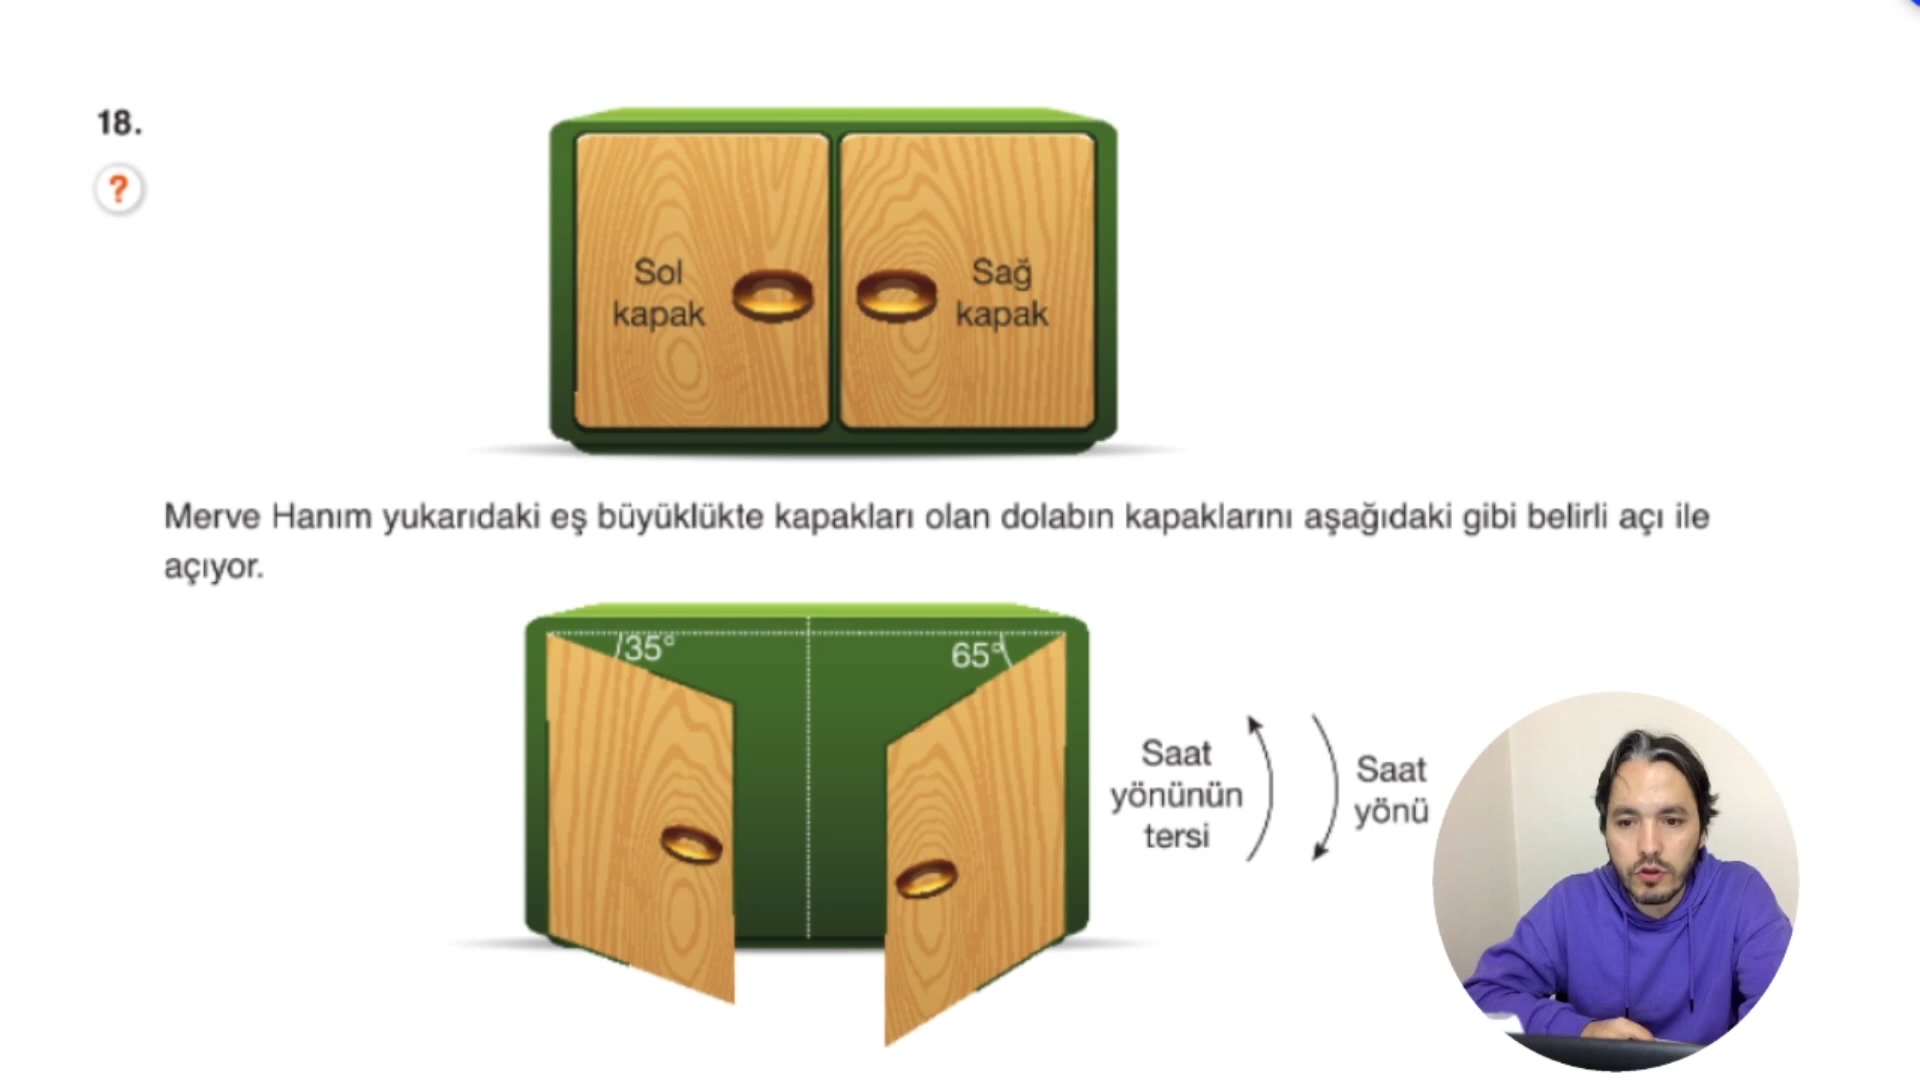 18.
?
Sol
kapak
Sağ
kapak
Merve Hanım yukarıdaki eş büyüklükte kapakları olan dolabın kapaklarını aşağıdaki gibi belirli açı ile
açıyor.
35°
65°
Saat
yönünün
tersi
Saat
yönü